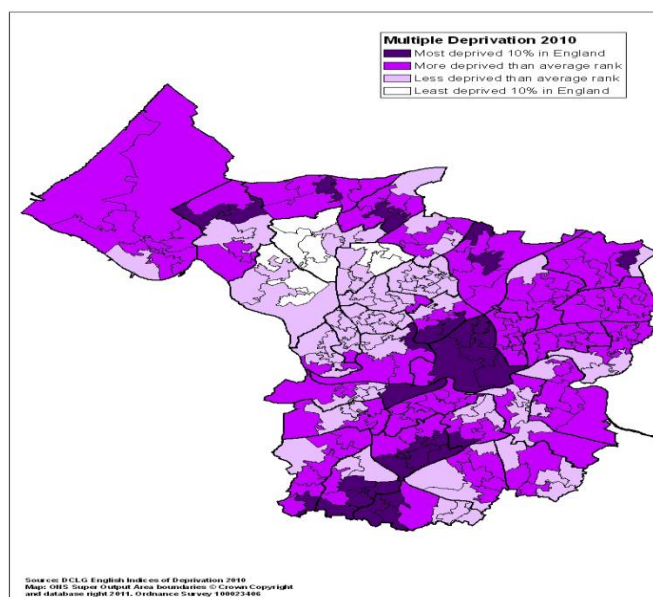 Multiple Deprivation 2010
Most deprived 10% in England
More deprived than average rank
Less deprived than average rank
Least deprived 10% in England
Source: DCLG English Indices of Deprivation 2010
Map: ONS Super Output Area boundaries © Crown Copyright
and database right 2011. Ordnance Survey 100023406